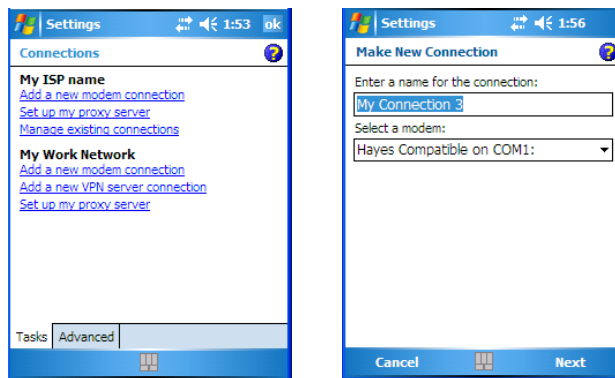 Settings 1:53 ok
Connections ?
My ISP name
Add a new modem connection
Set up my proxy server
Manage existing connections
My Work Network
Add a new modem connection
Add a new VPN server connection
Set up my proxy server
Tasks Advanced
Settings 1:56
Make New Connection ?
Enter a name for the connection:
My Connection 3
Select a modem:
Hayes Compatible on COM1:
Cancel Next